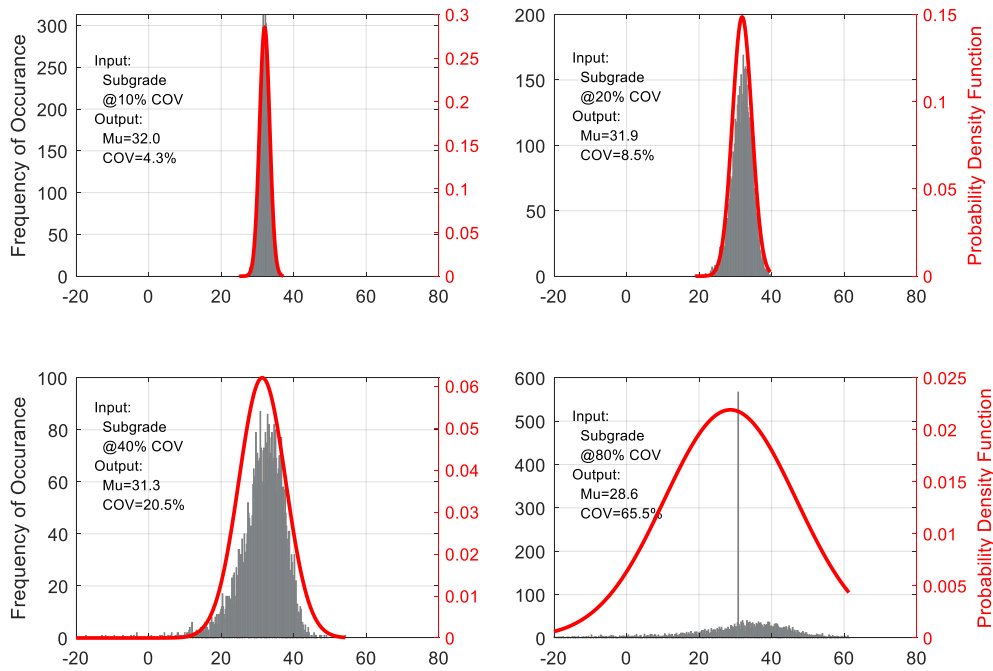 300
250
200
150
100
50
0
Frequency of Occurance
Input:
Subgrade
@10% COV
Output:
Mu=32.0
COV=4.3%
0.3
0.25
0.2
0.15
0.1
0.05
0
-20 0 20 40 60 80
200
150
100
50
0
Input:
Subgrade
@20% COV
Output:
Mu=31.9
COV=8.5%
0.15
0.1
0.05
0
Probability Density Function
-20 0 20 40 60 80
100
80
60
40
20
0
Frequency of Occurance
Input:
Subgrade
@40% COV
Output:
Mu=31.3
COV=20.5%
0.06
0.05
0.04
0.03
0.02
0.01
0
-20 0 20 40 60 80
600
500
400
300
200
100
0
Input:
Subgrade
@80% COV
Output:
Mu=28.6
COV=65.5%
0.025
0.02
0.015
0.01
0.005
0
Probability Density Function
-20 0 20 40 60 80